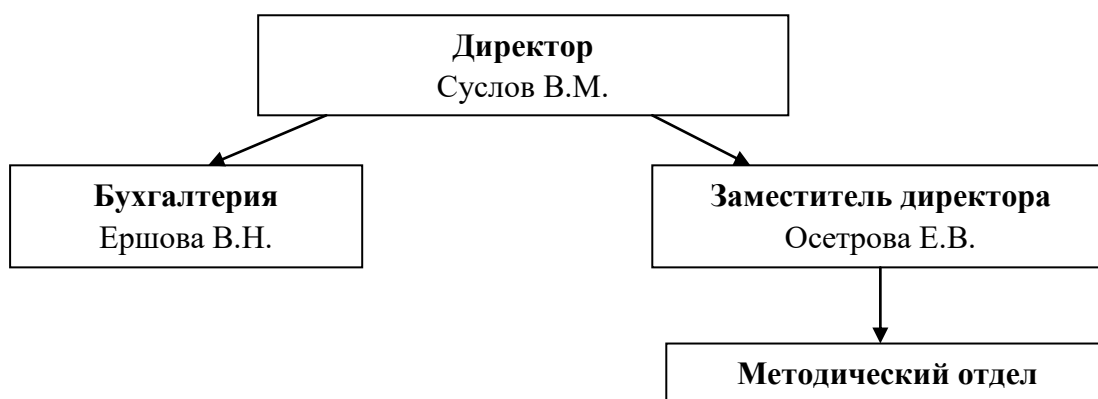 Директор
Суслов В.М.
Бухгалтерия
Ершова В.Н.
Заместитель директора
Осетрова Е.В.
Методический отдел